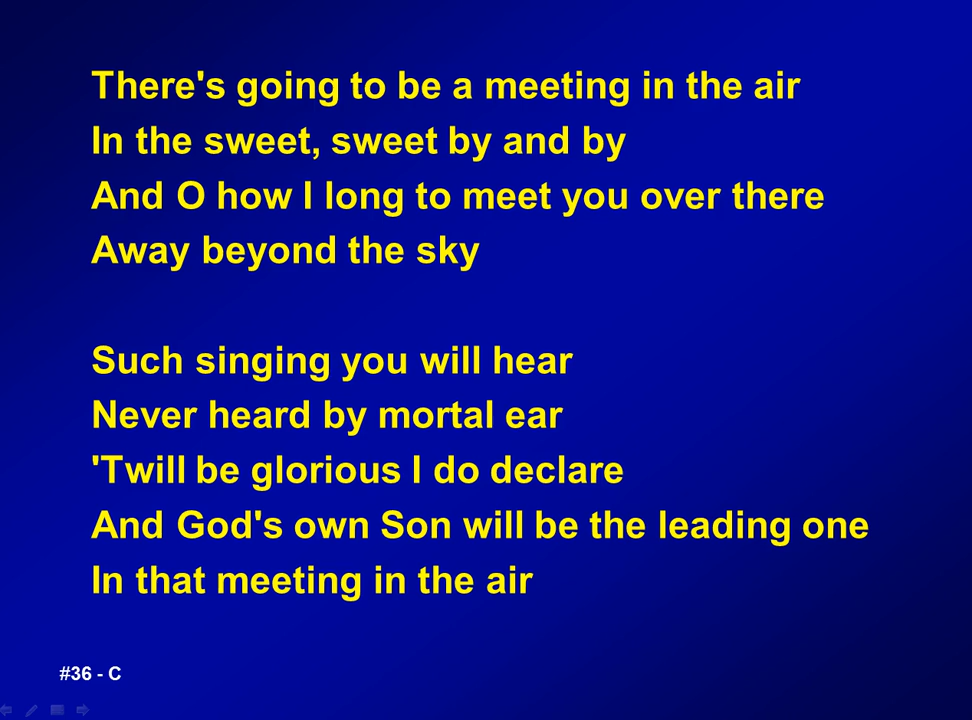 There's going to be a meeting in the air
In the sweet, sweet by and by
And O how I long to meet you over there
Away beyond the sky
Such singing you will hear
Never heard by mortal ear
'Twill be glorious I do declare
And God's own Son will be the leading one
In that meeting in the air
#36 - C